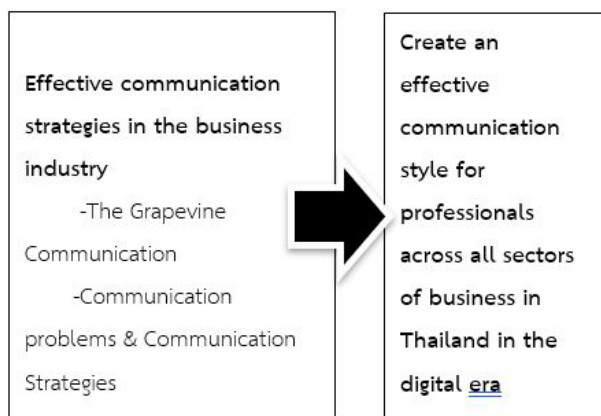 Effective communication
strategies in the business
industry
-The Grapevine
Communication
-Communication
problems & Communication
Strategies
Create an
effective
communication
style for
professionals
across all sectors
of business in
Thailand in the
digital era